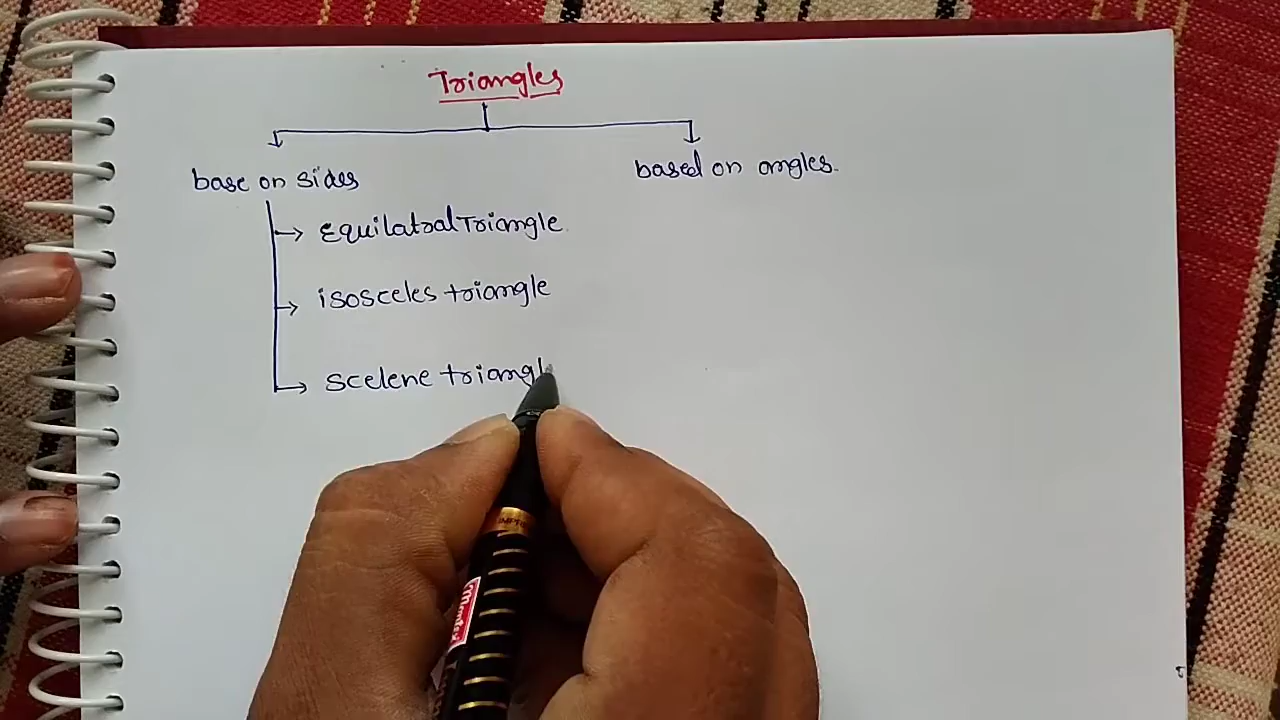 Triangles
base on sides
based on angles.
Equilatral Triangle.
isosceles triangle
Scelene triangl